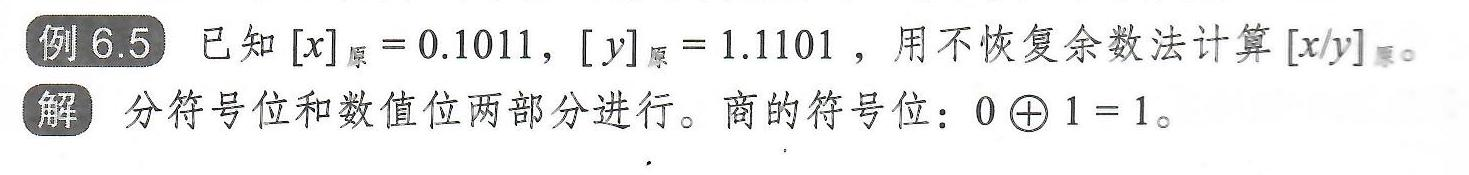 例 6.5 已知 [x]原 = 0.1011，[y]原 = 1.1101，用不恢复余数法计算 [x/y]原。
解 分符号位和数值位两部分进行。商的符号位：0 ⊕ 1 = 1。